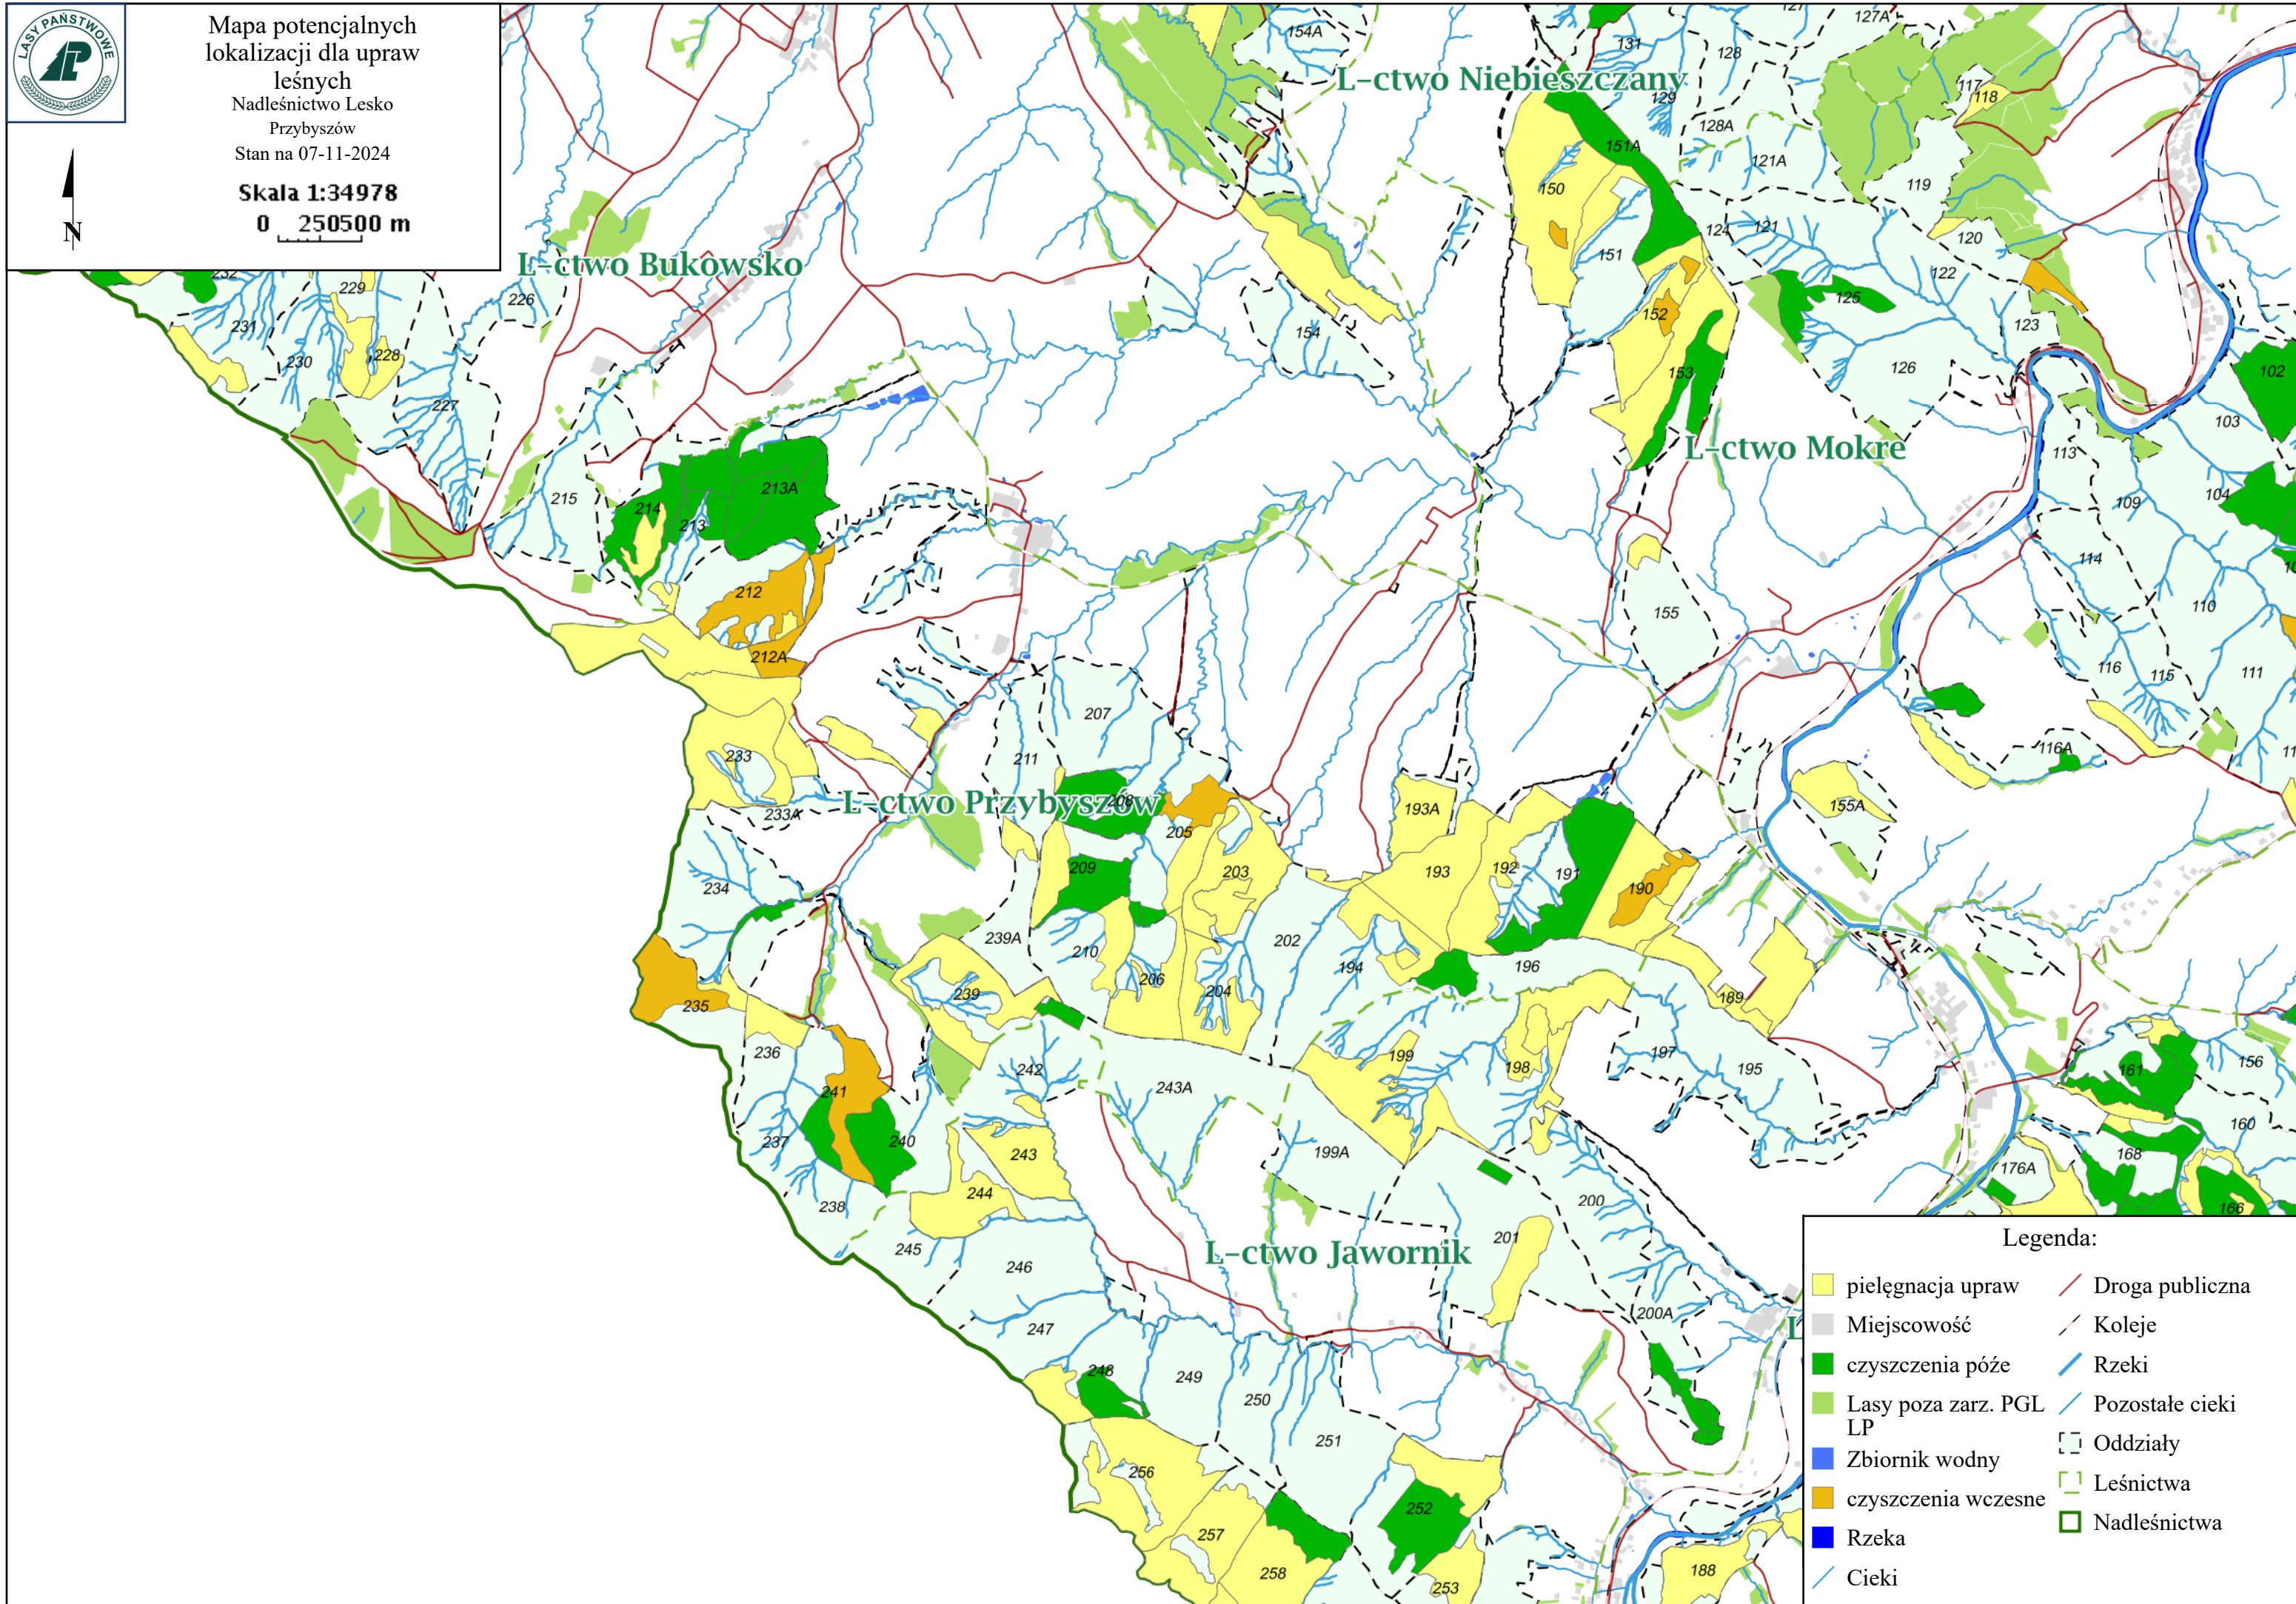 LASY PAŃSTWOWE
Mapa potencjalnych
lokalizacji dla upraw
leśnych
Nadleśnictwo Lesko
Przybyszów
Stan na 07-11-2024
Skala 1:34978
0 250500 m
N
127
127A
154A
131
128
L-ctwo Niebieszczany
117
118
129
128A
151A
121A
150
119
124
121
120
151
L-ctwo Bukowsko
232
229
226
122
125
231
152
123
154
230
228
126
102
153
227
103
L-ctwo Mokre
113
215
213A
104
109
214
213
114
212
110
155
212A
116
115
111
207
211
233
116A
L-ctwo Przybyszów
208
193A
155A
233A
205
209
203
193
192
191
190
234
239A
202
210
206
194
196
239
204
235
189
236
199
197
242
198
195
156
161
243A
241
160
237
240
243
199A
168
176A
244
200
166
238
201
245
L-ctwo Jawornik
246
200A
247
248
249
250
251
256
252
257
258
253
188
Legenda:
pielęgnacja upraw
Miejscowość
czyszczenia późe
Lasy poza zarz. PGL
LP
Zbiornik wodny
czyszczenia wczesne
Rzeka
Cieki
Droga publiczna
Koleje
Rzeki
Pozostałe cieki
Oddziały
Leśnictwa
Nadleśnictwa